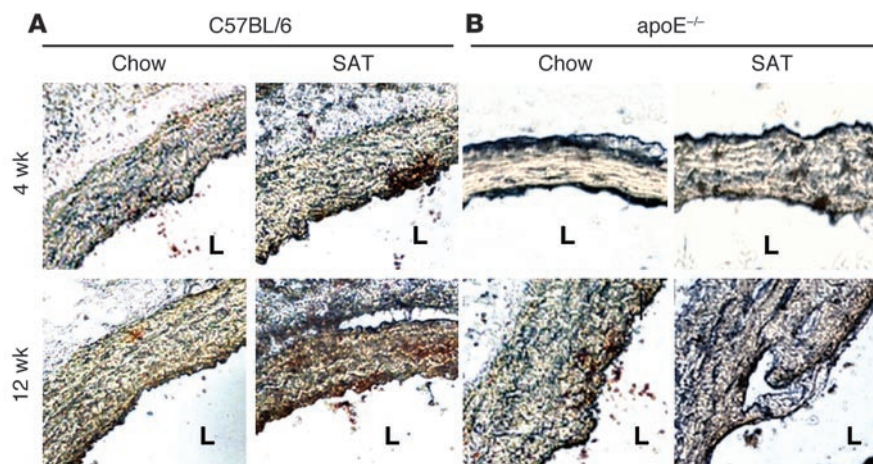 A C57BL/6 B apoE−/−
Chow SAT Chow SAT
4 wk
L L L L
12 wk
L L L L